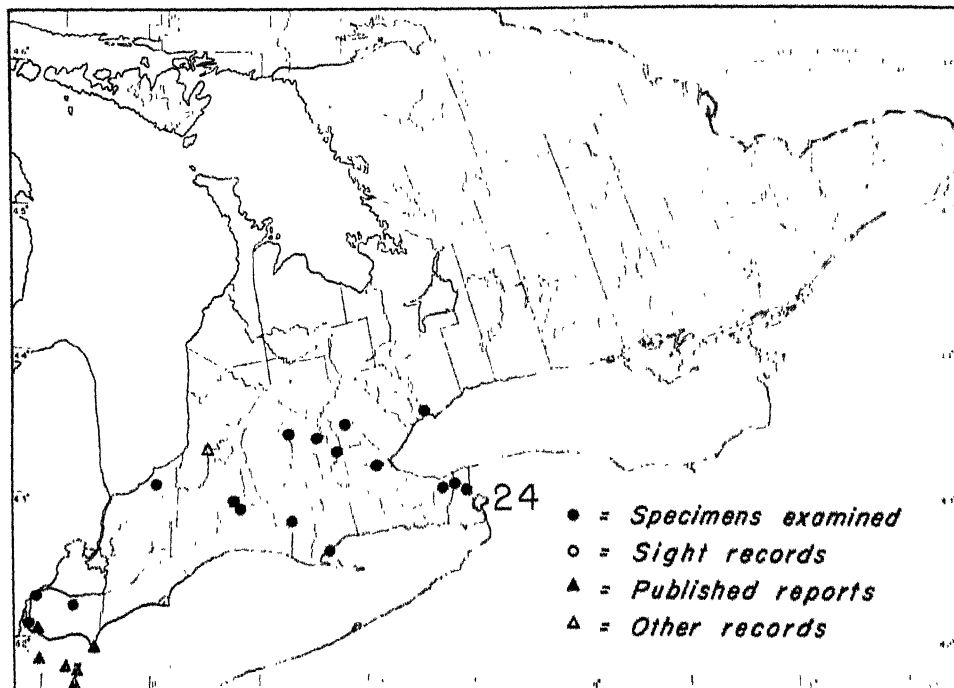 24
● = Specimens examined
○ = Sight records
▲ = Published reports
△ = Other records